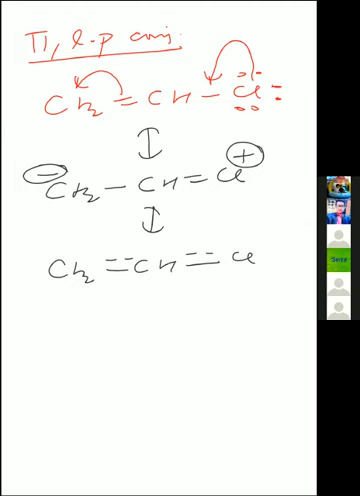 π, l-p conj.
CH₂ = CH - Cl
⊖ CH₂ - CH = Cl ⊕
CH₂ = CH = Cl